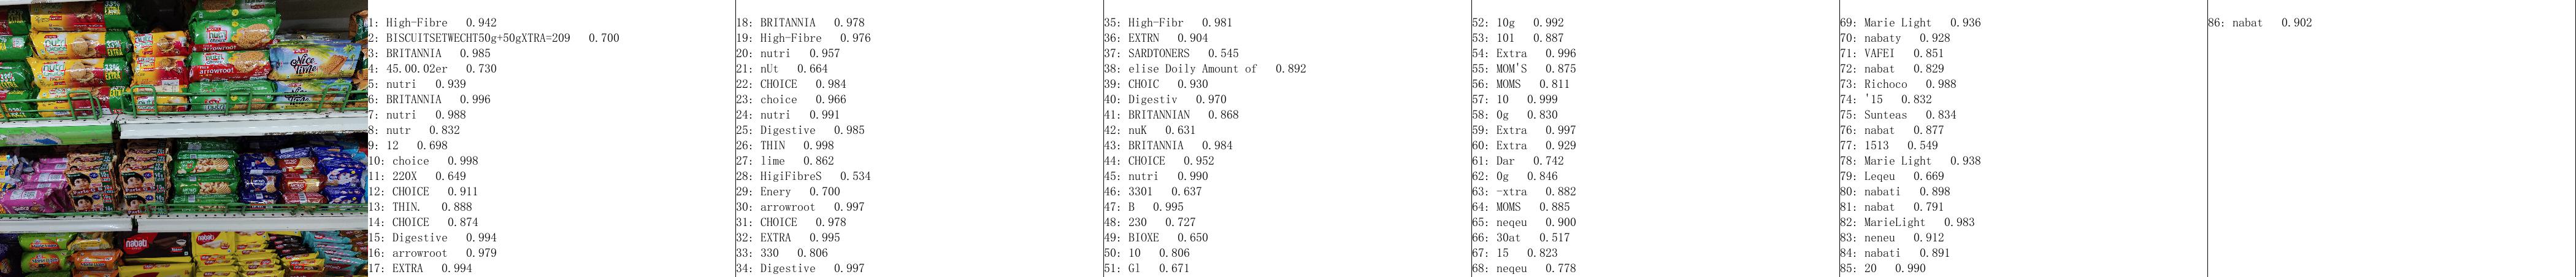 1: High-Fibre 0.942
2: BISCUITSETWECHT50g+50gXTRA=209 0.700
3: BRITANNIA 0.985
4: 45.00.02er 0.730
5: nutri 0.939
6: BRITANNIA 0.996
7: nutri 0.988
8: nutr 0.832
9: 12 0.698
10: choice 0.998
11: 220X 0.649
12: CHOICE 0.911
13: THIN. 0.888
14: CHOICE 0.874
15: Digestive 0.994
16: arrowroot 0.979
17: EXTRA 0.994
18: BRITANNIA 0.978
19: High-Fibre 0.976
20: nutri 0.957
21: nUt 0.664
22: CHOICE 0.984
23: choice 0.966
24: nutri 0.991
25: Digestive 0.985
26: THIN 0.998
27: lime 0.862
28: HigiFibreS 0.534
29: Enery 0.700
30: arrowroot 0.997
31: CHOICE 0.978
32: EXTRA 0.995
33: 330 0.806
34: Digestive 0.997
35: High-Fibr 0.981
36: EXTRN 0.904
37: SARDTONERS 0.545
38: elise Doily Amount of 0.892
39: CHOIC 0.930
40: Digestiv 0.970
41: BRITANNIAN 0.868
42: nuK 0.631
43: BRITANNIA 0.984
44: CHOICE 0.952
45: nutri 0.990
46: 3301 0.637
47: B 0.995
48: 230 0.727
49: BIOXE 0.650
50: 10 0.806
51: Gl 0.671
52: 10g 0.992
53: 101 0.887
54: Extra 0.996
55: MOM'S 0.875
56: MOMS 0.811
57: 10 0.999
58: 0g 0.830
59: Extra 0.997
60: Extra 0.929
61: Dar 0.742
62: 0g 0.846
63: -xtra 0.882
64: MOMS 0.885
65: neqeu 0.900
66: 30at 0.517
67: 15 0.823
68: neqeu 0.778
69: Marie Light 0.936
70: nabaty 0.928
71: VAFEI 0.851
72: nabat 0.829
73: Richoco 0.988
74: '15 0.832
75: Sunteas 0.834
76: nabat 0.877
77: 1513 0.549
78: Marie Light 0.938
79: Leqeu 0.669
80: nabati 0.898
81: nabat 0.791
82: MarieLight 0.983
83: neneu 0.912
84: nabati 0.891
85: 20 0.990
86: nabat 0.902
nutri
arrowroot
Nice
Time
nabati